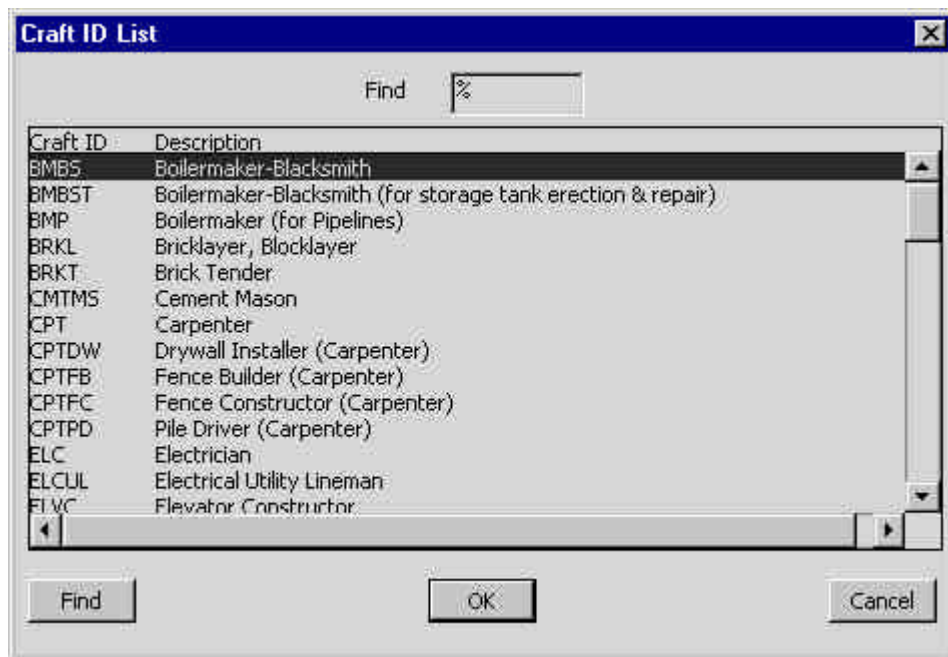 Craft ID List
Find %
Craft ID Description
BMBS Boilermaker-Blacksmith
BMBST Boilermaker-Blacksmith (for storage tank erection & repair)
BMP Boilermaker (for Pipelines)
BRKL Bricklayer, Blocklayer
BRKT Brick Tender
CMTMS Cement Mason
CPT Carpenter
CPTDW Drywall Installer (Carpenter)
CPTFB Fence Builder (Carpenter)
CPTFC Fence Constructor (Carpenter)
CPTPD Pile Driver (Carpenter)
ELC Electrician
ELCUL Electrical Utility Lineman
ELVC Elevator Constructor
Find OK Cancel